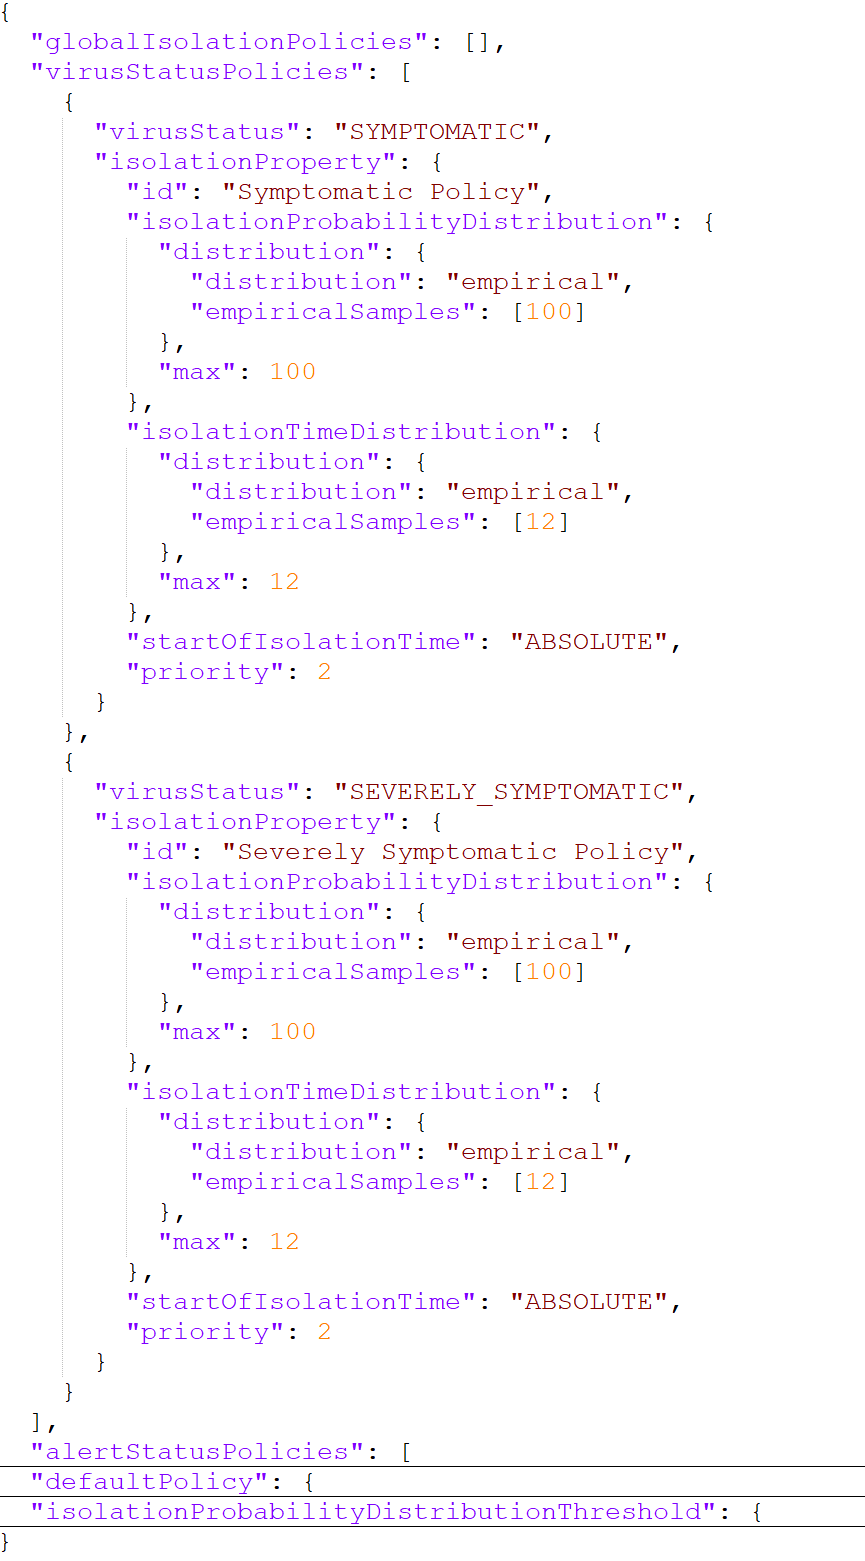 {
  "globalIsolationPolicies": [],
  "virusStatusPolicies": [
    {
      "virusStatus": "SYMPTOMATIC",
      "isolationProperty": {
        "id": "Symptomatic Policy",
        "isolationProbabilityDistribution": {
          "distribution": {
            "distribution": "empirical",
            "empiricalSamples": [100]
          },
          "max": 100
        },
        "isolationTimeDistribution": {
          "distribution": {
            "distribution": "empirical",
            "empiricalSamples": [12]
          },
          "max": 12
        },
        "startOfIsolationTime": "ABSOLUTE",
        "priority": 2
      }
    },
    {
      "virusStatus": "SEVERELY_SYMPTOMATIC",
      "isolationProperty": {
        "id": "Severely Symptomatic Policy",
        "isolationProbabilityDistribution": {
          "distribution": {
            "distribution": "empirical",
            "empiricalSamples": [100]
          },
          "max": 100
        },
        "isolationTimeDistribution": {
          "distribution": {
            "distribution": "empirical",
            "empiricalSamples": [12]
          },
          "max": 12
        },
        "startOfIsolationTime": "ABSOLUTE",
        "priority": 2
      }
    }
  ],
  "alertStatusPolicies": [
  "defaultPolicy": {
  "isolationProbabilityDistributionThreshold": {
}